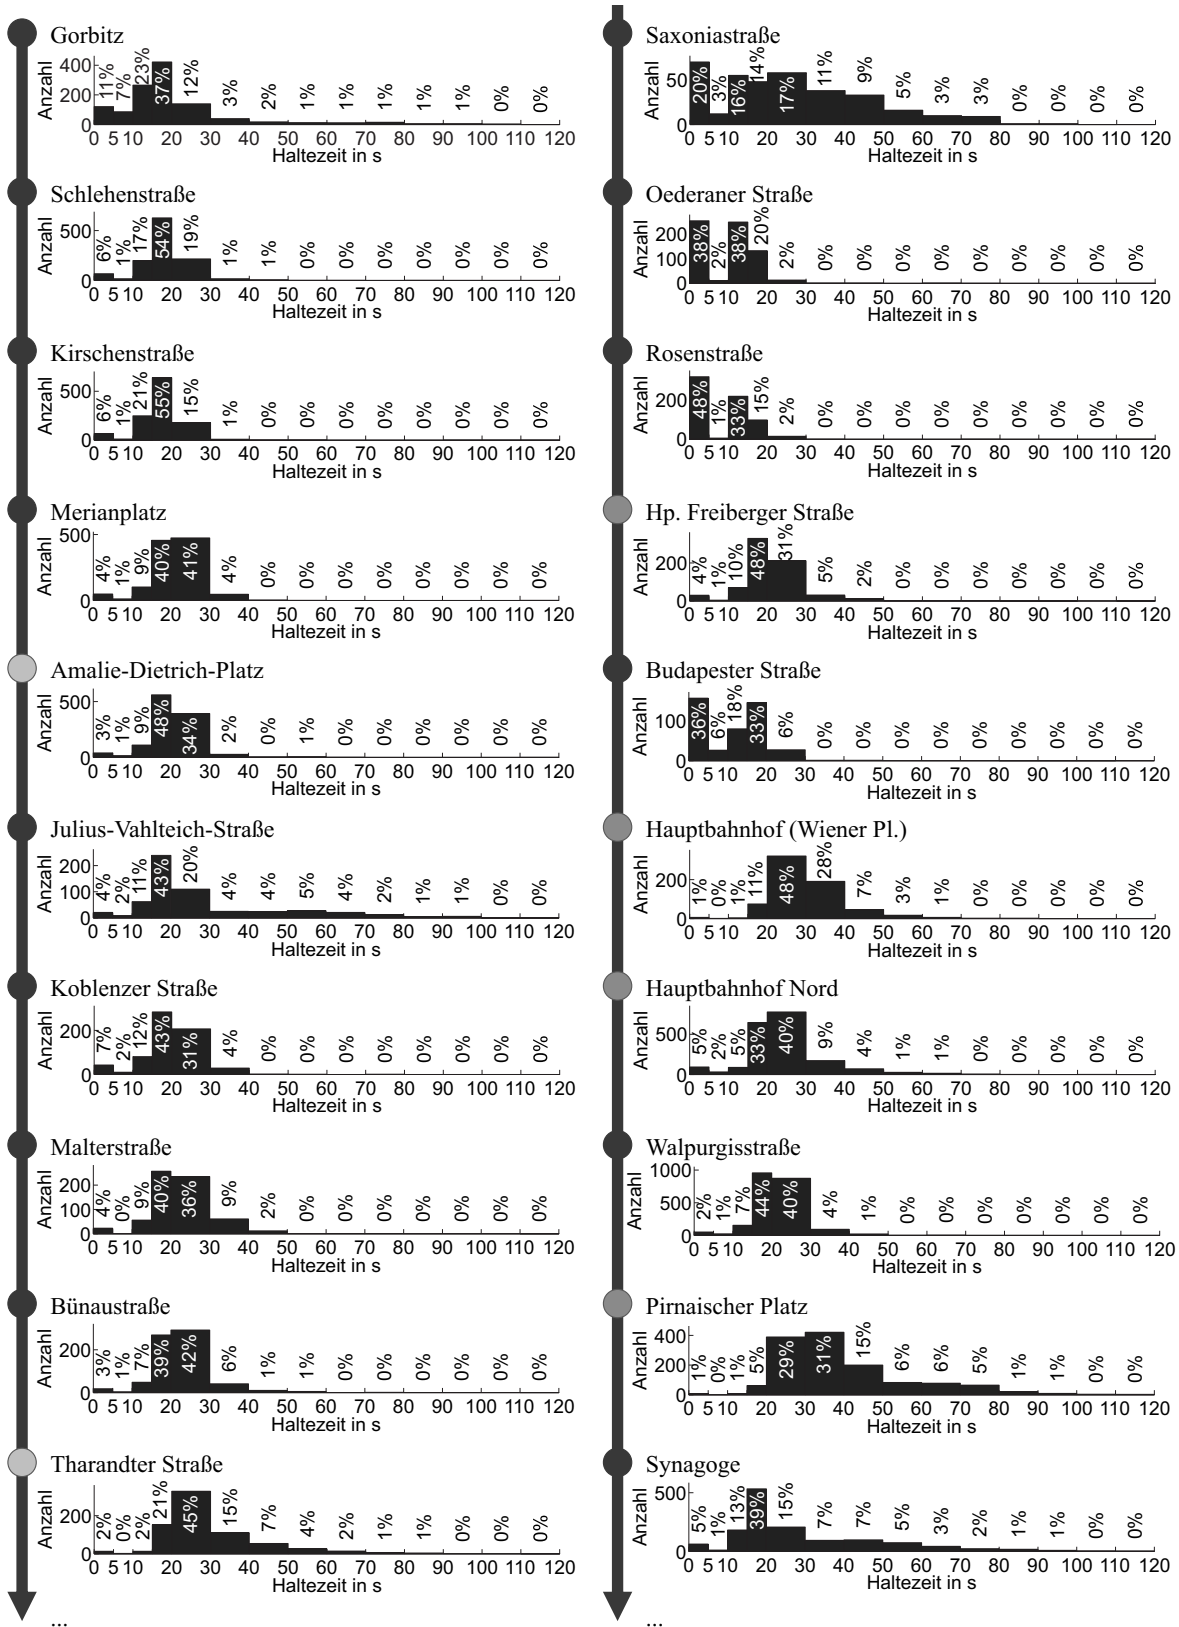 Gorbitz
Anzahl
400
200
0
11% 7% 23% 37% 12% 3% 2% 1% 1% 1% 1% 1% 0% 0%
0 5 10 20 30 40 50 60 70 80 90 100 110 120
Haltezeit in s
Schlehenstraße
Anzahl
500
0
6% 1% 17% 54% 19% 1% 1% 0% 0% 0% 0% 0% 0% 0%
0 5 10 20 30 40 50 60 70 80 90 100 110 120
Haltezeit in s
Kirschenstraße
Anzahl
500
0
6% 1% 21% 55% 15% 1% 0% 0% 0% 0% 0% 0% 0% 0%
0 5 10 20 30 40 50 60 70 80 90 100 110 120
Haltezeit in s
Merianplatz
Anzahl
500
0
4% 1% 9% 40% 41% 4% 0% 0% 0% 0% 0% 0% 0% 0%
0 5 10 20 30 40 50 60 70 80 90 100 110 120
Haltezeit in s
Amalie-Dietrich-Platz
Anzahl
500
0
3% 1% 9% 48% 34% 2% 0% 1% 0% 0% 0% 0% 0% 0%
0 5 10 20 30 40 50 60 70 80 90 100 110 120
Haltezeit in s
Julius-Vahlteich-Straße
Anzahl
200
100
0
4% 2% 11% 43% 20% 4% 4% 5% 4% 2% 1% 1% 0% 0%
0 5 10 20 30 40 50 60 70 80 90 100 110 120
Haltezeit in s
Koblenzer Straße
Anzahl
200
0
7% 2% 12% 43% 31% 4% 0% 0% 0% 0% 0% 0% 0% 0%
0 5 10 20 30 40 50 60 70 80 90 100 110 120
Haltezeit in s
Malterstraße
Anzahl
200
100
0
4% 0% 9% 40% 36% 9% 2% 0% 0% 0% 0% 0% 0% 0%
0 5 10 20 30 40 50 60 70 80 90 100 110 120
Haltezeit in s
Bünaustraße
Anzahl
200
0
3% 1% 7% 39% 42% 6% 1% 1% 0% 0% 0% 0% 0% 0%
0 5 10 20 30 40 50 60 70 80 90 100 110 120
Haltezeit in s
Tharandter Straße
Anzahl
200
0
2% 0% 2% 21% 45% 15% 7% 4% 2% 1% 1% 0% 0% 0%
0 5 10 20 30 40 50 60 70 80 90 100 110 120
Haltezeit in s
...
Saxoniastraße
Anzahl
50
0
20% 3% 16% 14% 17% 11% 9% 5% 3% 3% 0% 0% 0% 0%
0 5 10 20 30 40 50 60 70 80 90 100 110 120
Haltezeit in s
Oederaner Straße
Anzahl
200
100
0
38% 2% 38% 20% 2% 0% 0% 0% 0% 0% 0% 0% 0% 0%
0 5 10 20 30 40 50 60 70 80 90 100 110 120
Haltezeit in s
Rosenstraße
Anzahl
200
0
48% 1% 33% 15% 2% 0% 0% 0% 0% 0% 0% 0% 0% 0%
0 5 10 20 30 40 50 60 70 80 90 100 110 120
Haltezeit in s
Hp. Freiberger Straße
Anzahl
200
0
4% 1% 10% 48% 31% 5% 2% 0% 0% 0% 0% 0% 0% 0%
0 5 10 20 30 40 50 60 70 80 90 100 110 120
Haltezeit in s
Budapester Straße
Anzahl
100
0
36% 6% 18% 33% 6% 0% 0% 0% 0% 0% 0% 0% 0% 0%
0 5 10 20 30 40 50 60 70 80 90 100 110 120
Haltezeit in s
Hauptbahnhof (Wiener Pl.)
Anzahl
200
0
1% 0% 1% 11% 48% 28% 7% 3% 1% 0% 0% 0% 0% 0%
0 5 10 20 30 40 50 60 70 80 90 100 110 120
Haltezeit in s
Hauptbahnhof Nord
Anzahl
500
0
5% 2% 5% 33% 40% 9% 4% 1% 1% 0% 0% 0% 0% 0%
0 5 10 20 30 40 50 60 70 80 90 100 110 120
Haltezeit in s
Walpurgisstraße
Anzahl
1000
500
0
2% 1% 7% 44% 40% 4% 1% 0% 0% 0% 0% 0% 0% 0%
0 5 10 20 30 40 50 60 70 80 90 100 110 120
Haltezeit in s
Pirnaischer Platz
Anzahl
400
200
0
1% 0% 1% 5% 29% 31% 15% 6% 6% 5% 1% 1% 0% 0%
0 5 10 20 30 40 50 60 70 80 90 100 110 120
Haltezeit in s
Synagoge
Anzahl
500
0
5% 1% 13% 39% 15% 7% 7% 5% 3% 2% 1% 1% 0% 0%
0 5 10 20 30 40 50 60 70 80 90 100 110 120
Haltezeit in s
...